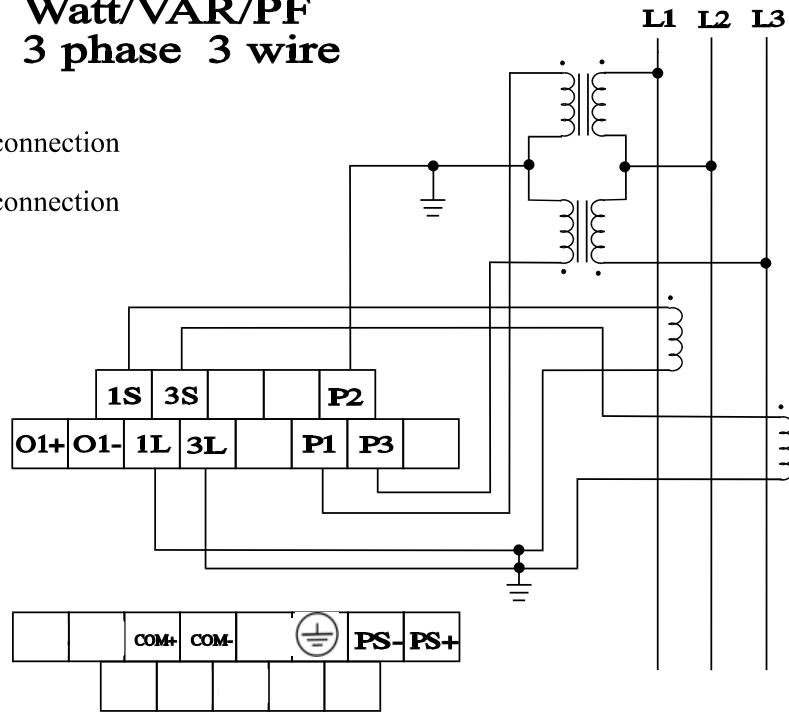 Watt/VAR/PF
3 phase 3 wire
connection
connection
L1 L2 L3
1S 3S P2
O1+ O1- 1L 3L P1 P3
COM+ COM- PS- PS+